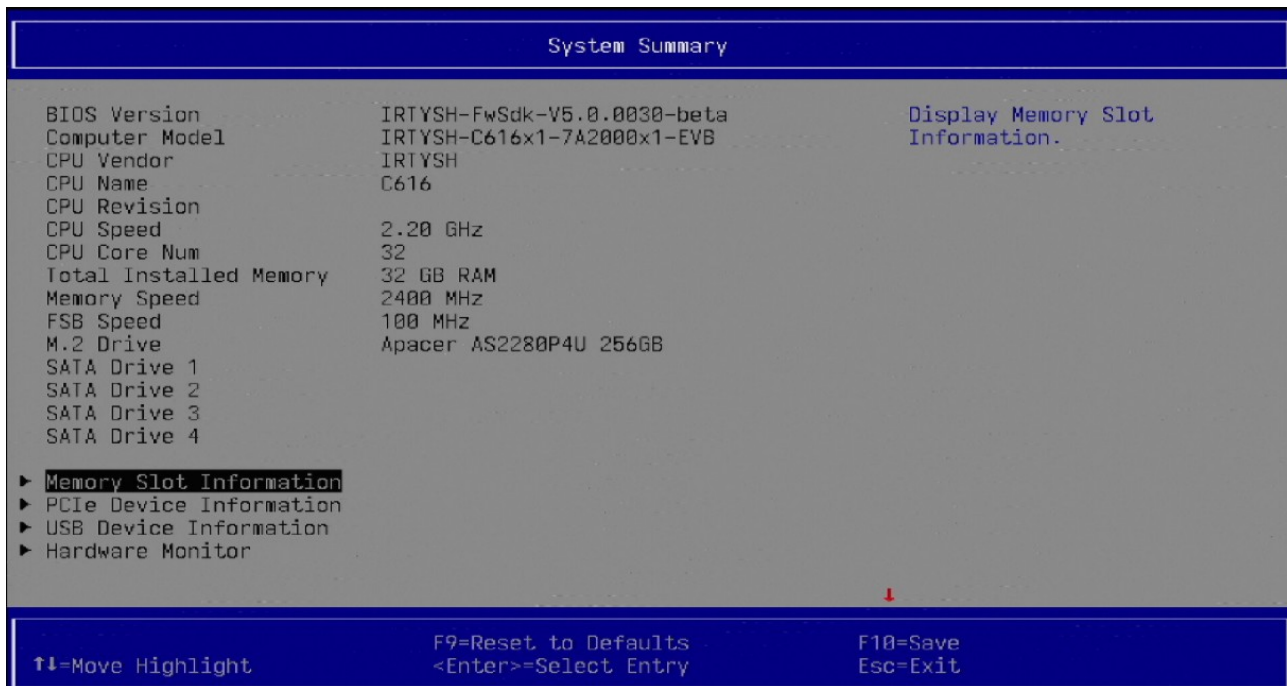 System Summary
BIOS Version IRTYSH-FwSdk-V5.0.0030-beta
Computer Model IRTYSH-C616x1-7A2000x1-EVB
CPU Vendor IRTYSH
CPU Name C616
CPU Revision
CPU Speed 2.20 GHz
CPU Core Num 32
Total Installed Memory 32 GB RAM
Memory Speed 2400 MHz
FSB Speed 100 MHz
M.2 Drive Apacer AS2280P4U 256GB
SATA Drive 1
SATA Drive 2
SATA Drive 3
SATA Drive 4
► Memory Slot Information
► PCIe Device Information
► USB Device Information
► Hardware Monitor
Display Memory Slot
Information.
↓
F9=Reset to Defaults F10=Save
↑↓=Move Highlight <Enter>=Select Entry Esc=Exit